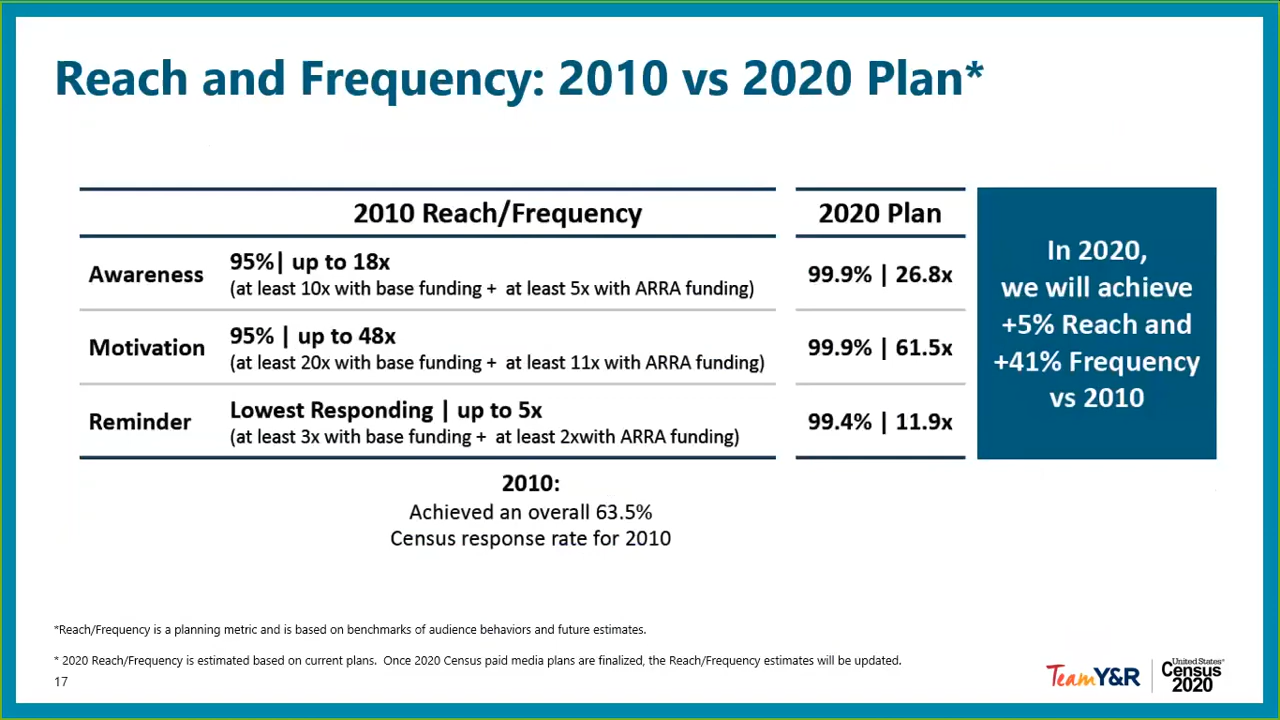 Reach and Frequency: 2010 vs 2020 Plan*
2010 Reach/Frequency
2020 Plan
Awareness
95%| up to 18x
(at least 10x with base funding + at least 5x with ARRA funding)
99.9% | 26.8x
Motivation
95% | up to 48x
(at least 20x with base funding + at least 11x with ARRA funding)
99.9% | 61.5x
Reminder
Lowest Responding | up to 5x
(at least 3x with base funding + at least 2xwith ARRA funding)
99.4% | 11.9x
In 2020,
we will achieve
+5% Reach and
+41% Frequency
vs 2010
2010:
Achieved an overall 63.5%
Census response rate for 2010
*Reach/Frequency is a planning metric and is based on benchmarks of audience behaviors and future estimates.
* 2020 Reach/Frequency is estimated based on current plans. Once 2020 Census paid media plans are finalized, the Reach/Frequency estimates will be updated.
17
TeamY&R
United States®
Census
2020